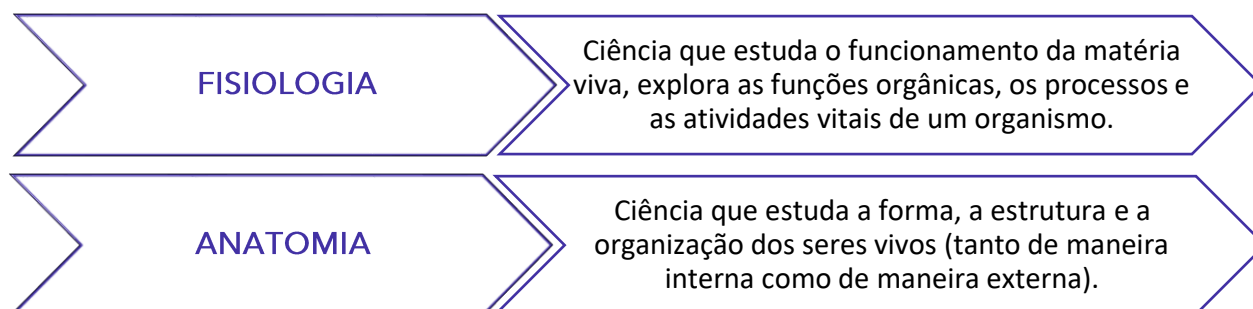 FISIOLOGIA
Ciência que estuda o funcionamento da matéria
viva, explora as funções orgânicas, os processos e
as atividades vitais de um organismo.
ANATOMIA
Ciência que estuda a forma, a estrutura e a
organização dos seres vivos (tanto de maneira
interna como de maneira externa).